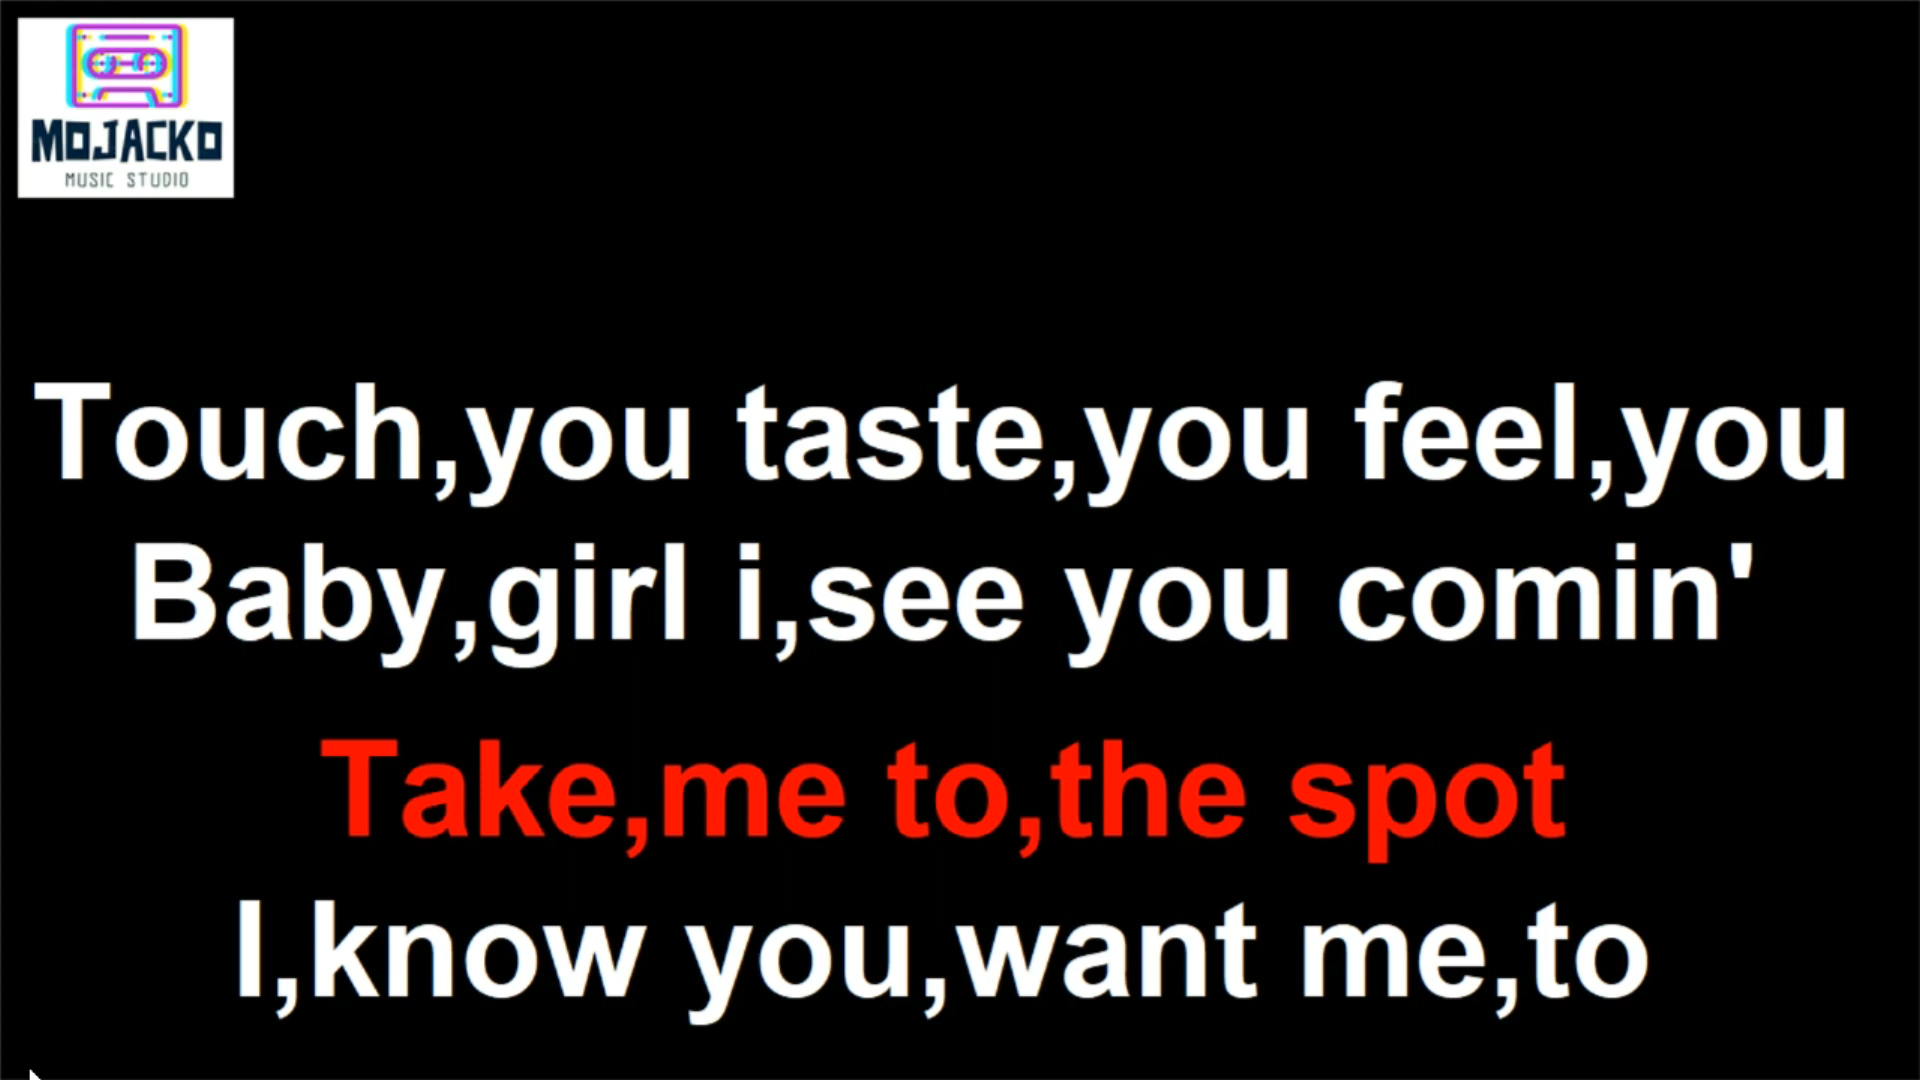 MOJACKO
MUSIC STUDIO
Touch,you taste,you feel,you
Baby,girl i,see you comin'
Take,me to,the spot
I,know you,want me,to